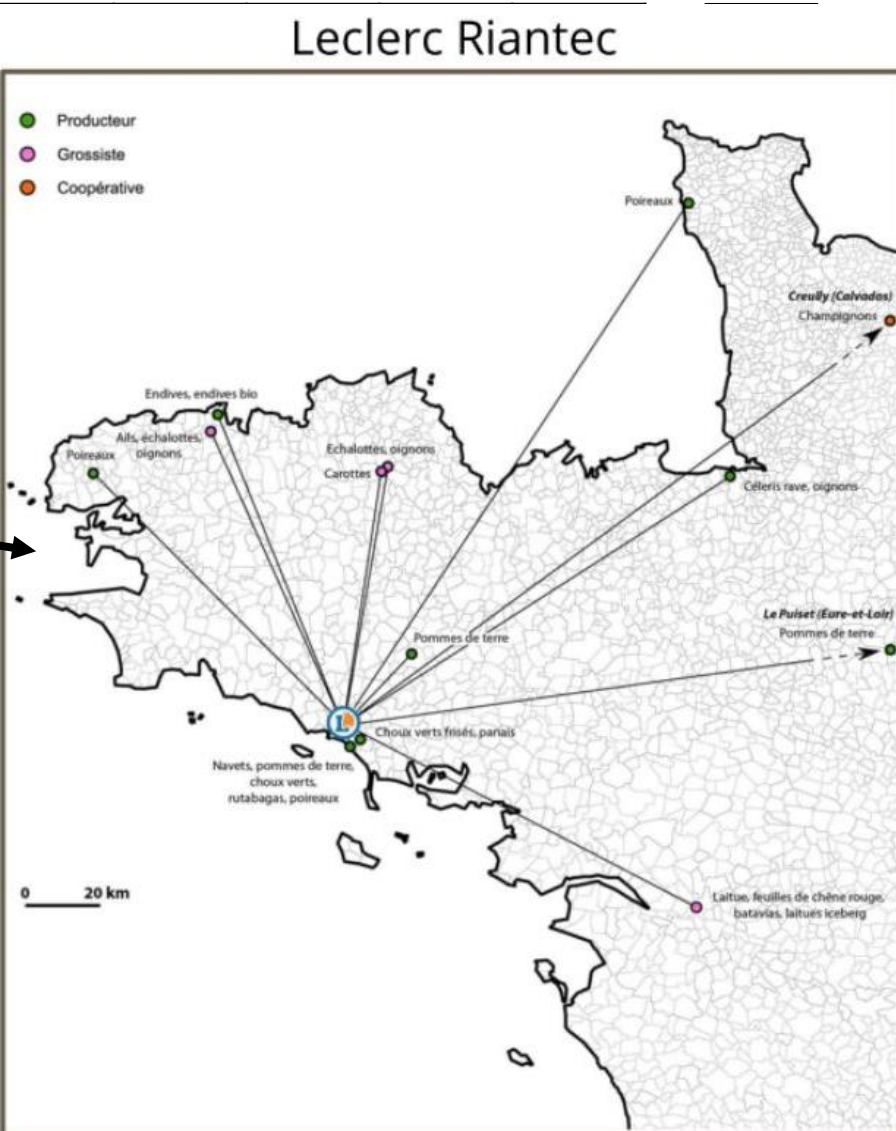 Leclerc Riantec
Producteur
Grossiste
Coopérative
Poireaux
Creully (Calvados)
Champignons
Endives, endives bio
Ails, échalottes,
oignons
Poireaux
Echalottes, oignons
Carottes
Céleris rave, oignons
Le Puiset (Eure-et-Loir)
Pommes de terre
Pommes de terre
L
Choux verts frisés, panais
Navets, pommes de terre,
choux verts,
rutabagas, poireaux
0 20 km
Laitue, feuilles de chêne rouge,
batavias, laitues iceberg